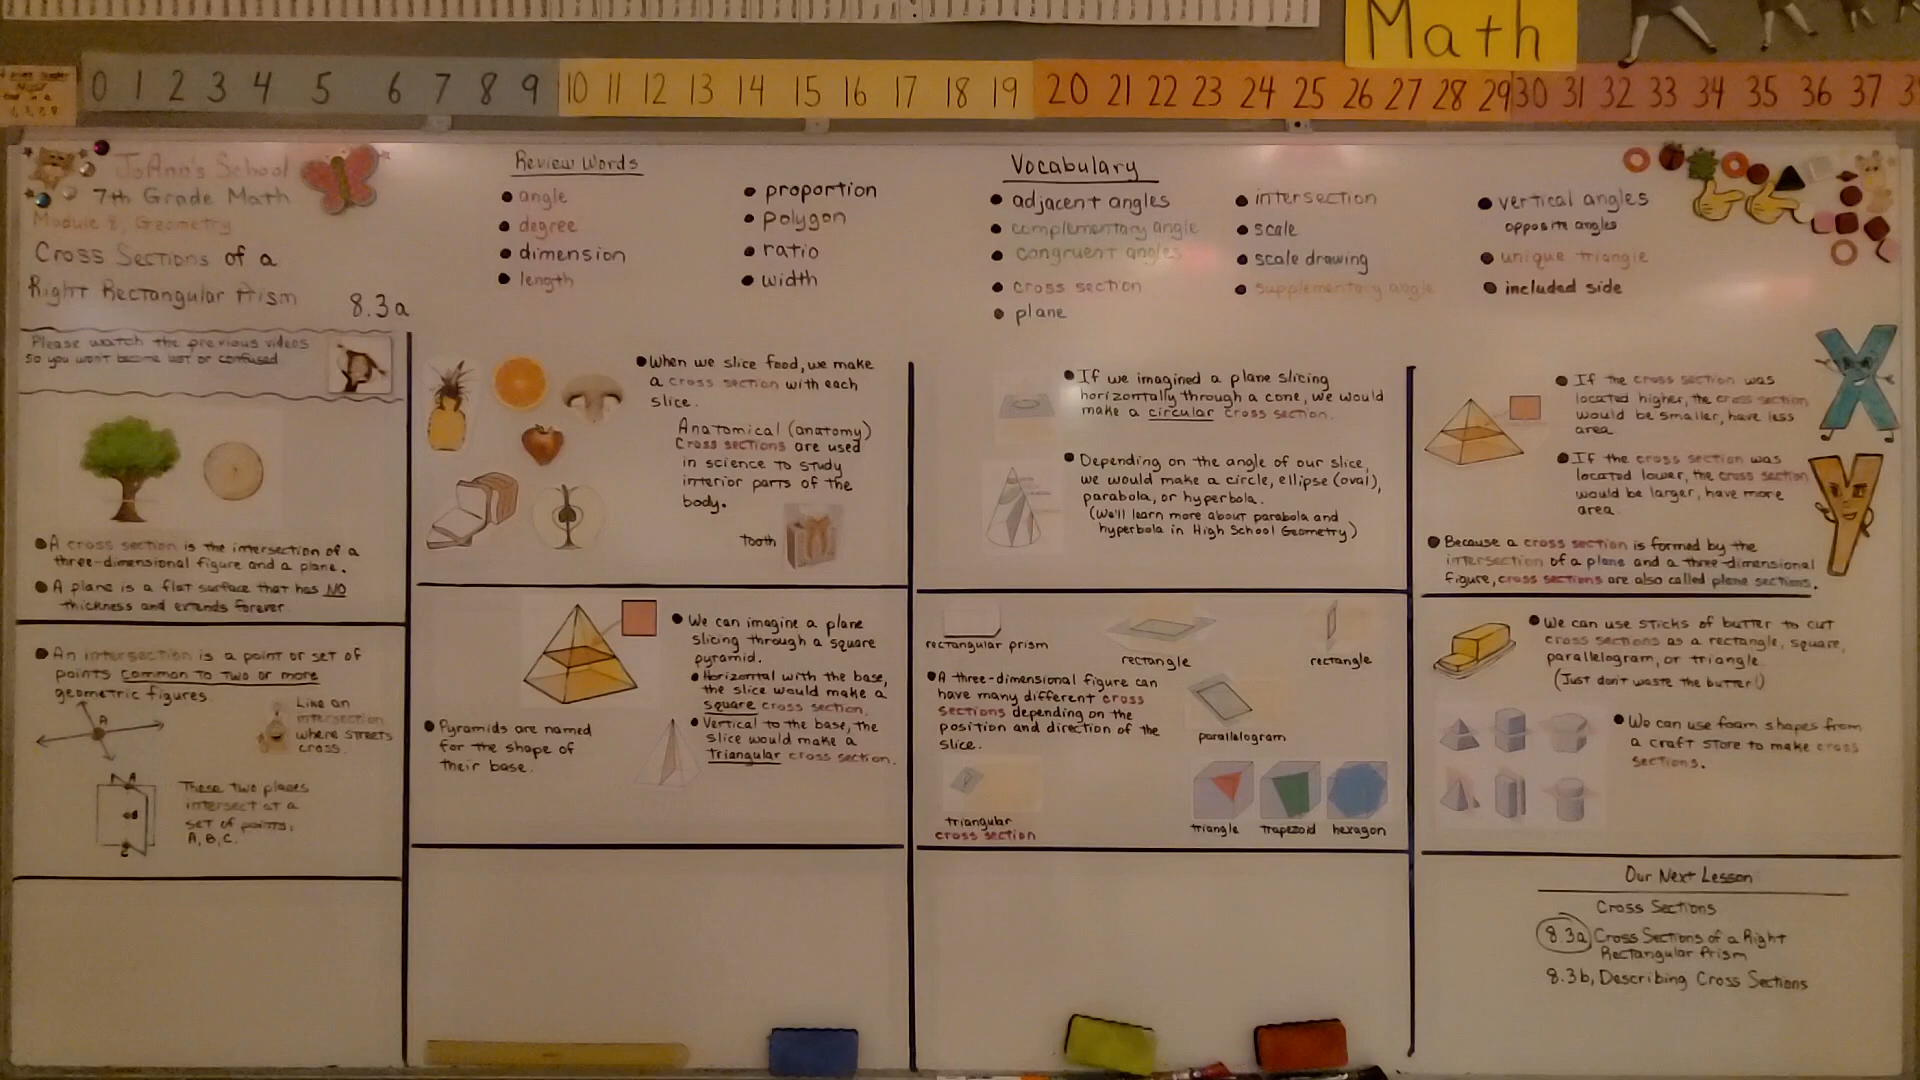 Math
0 1 2 3 4 5 6 7 8 9 10 11 12 13 14 15 16 17 18 19 20 21 22 23 24 25 26 27 28 29 30 31 32 33 34 35 36 37
JoAnn's School
7th Grade Math
Module 8, Geometry
Cross Sections of a
Right Rectangular Prism
8.3a
Review Words
angle
degree
dimension
length
proportion
polygon
ratio
width
Vocabulary
adjacent angles
complementary angle
congruent angles
cross section
plane
intersection
scale
scale drawing
supplementary angle
vertical angles
opposite angles
unique triangle
included side
Please watch the previous videos
so you won't become lost or confused
A cross section is the intersection of a
three-dimensional figure and a plane.
A plane is a flat surface that has NO
thickness and extends forever
An intersection is a point or set of
points common to two or more
geometric figures.
A
Like an
intersection
where streets
cross.
A
B
C
These two planes
intersect at a
set of points,
A, B, C.
When we slice food, we make
a cross section with each
slice.
Anatomical (anatomy)
cross sections are used
in science to study
interior parts of the
body.
Tooth
We can imagine a plane
slicing through a square
pyramid.
Horizontal with the base,
the slice would make a
square cross section.
Vertical to the base, the
slice would make a
triangular cross section.
Pyramids are named
for the shape of
their base.
If we imagined a plane slicing
horizontally through a cone, we would
make a circular cross section.
Depending on the angle of our slice,
we would make a circle, ellipse (oval),
parabola, or hyperbola.
(We'll learn more about parabola and
hyperbola in High School Geometry)
rectangular prism
rectangle
rectangle
A three-dimensional figure can
have many different cross
sections depending on the
position and direction of the
slice.
parallelogram
triangular
cross section
triangle
trapezoid
hexagon
If the cross section was
located higher, the cross section
would be smaller, have less
area
If the cross section was
located lower, the cross section
would be larger, have more
area.
Because a cross section is formed by the
intersection of a plane and a three-dimensional
figure, cross sections are also called plane sections.
X
Y
We can use sticks of butter to cut
cross sections as a rectangle, square,
parallelogram, or triangle.
(Just don't waste the butter!)
We can use foam shapes from
a craft store to make cross
sections.
Our Next Lesson
Cross Sections
8.3a Cross Sections of a Right
Rectangular Prism
8.3b, Describing Cross Sections